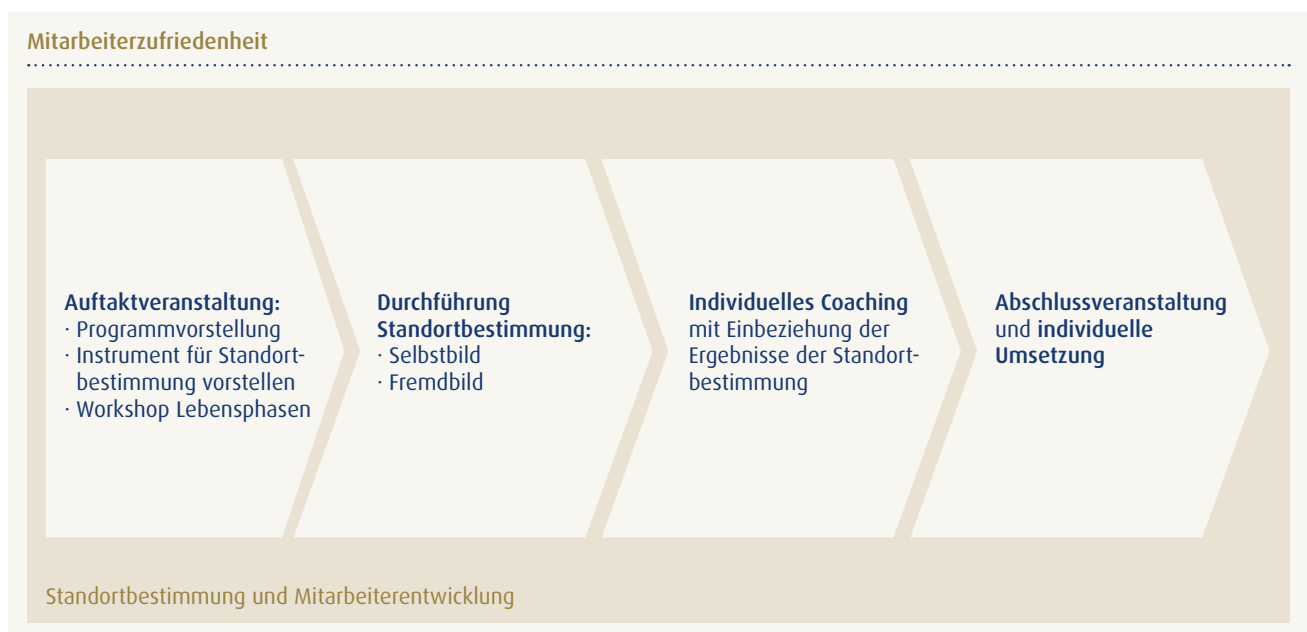 Mitarbeiterzufriedenheit
Auftaktveranstaltung:
· Programmvorstellung
· Instrument für Standort-
bestimmung vorstellen
· Workshop Lebensphasen
Durchführung
Standortbestimmung:
· Selbstbild
· Fremdbild
Individuelles Coaching
mit Einbeziehung der
Ergebnisse der Standort-
bestimmung
Abschlussveranstaltung
und individuelle
Umsetzung
Standortbestimmung und Mitarbeiterentwicklung